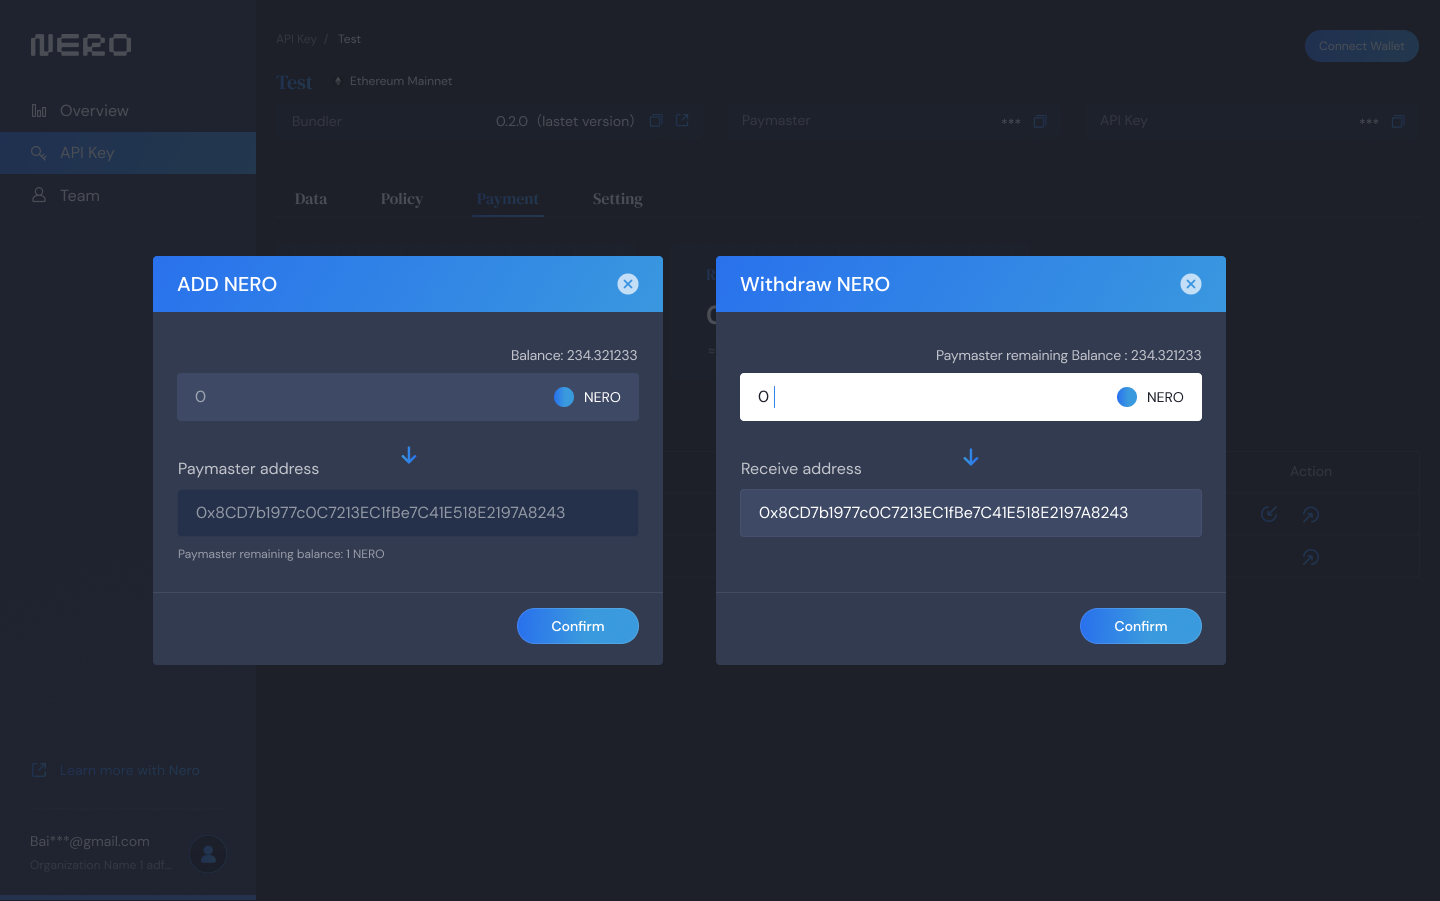 NERO
Overview
API Key
Team
Learn more with Nero
Bai***@gmail.com
Organization Name 1 adf...
API Key / Test
Connect Wallet
Test
Ethereum Mainnet
Bundler
0.2.0 (lastet version)
Paymaster
***
API Key
***
Data
Policy
Payment
Setting
Action
ADD NERO
Balance: 234.321233
0
NERO
Paymaster address
0x8CD7b1977c0C7213EC1fBe7C41E518E2197A8243
Paymaster remaining balance: 1 NERO
Confirm
Withdraw NERO
Paymaster remaining Balance : 234.321233
0
NERO
Receive address
0x8CD7b1977c0C7213EC1fBe7C41E518E2197A8243
Confirm